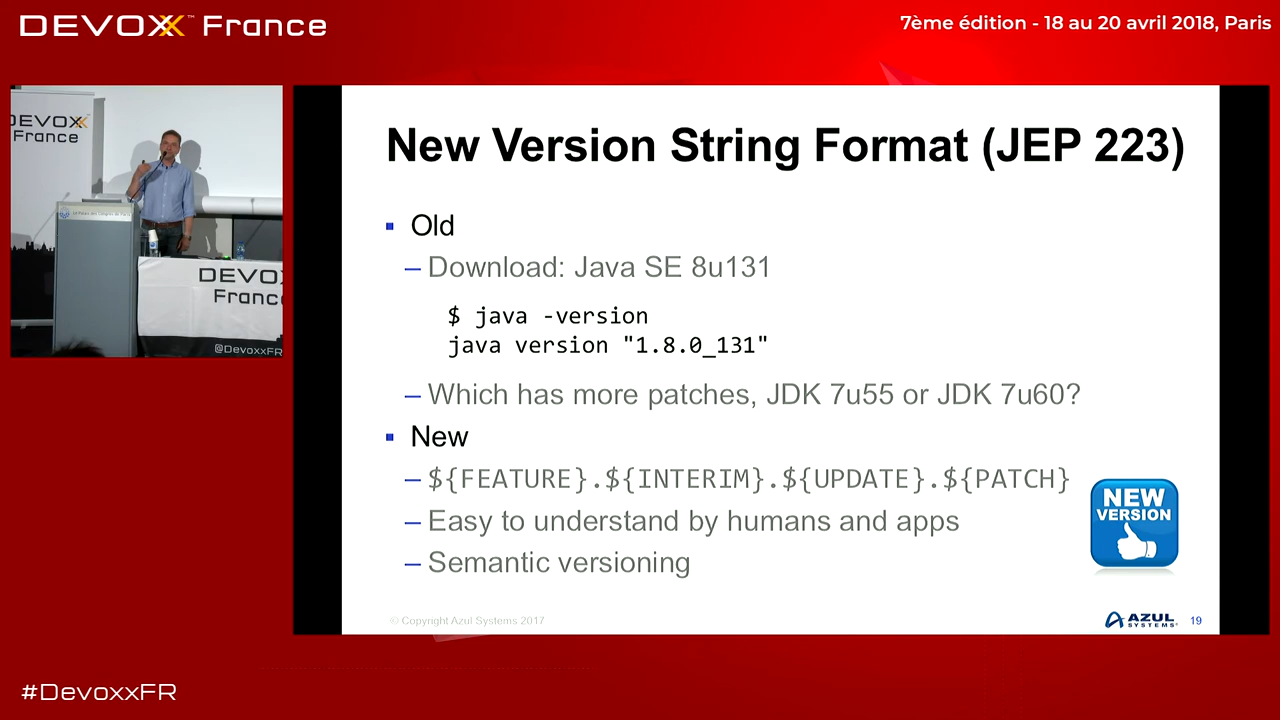 DEVOXX™ France
7ème édition - 18 au 20 avril 2018, Paris
DEVOXX
France
DEVOXX
France
@DevoxxFR
New Version String Format (JEP 223)
Old
– Download: Java SE 8u131
$ java -version
java version "1.8.0_131"
– Which has more patches, JDK 7u55 or JDK 7u60?
New
– ${FEATURE}.${INTERIM}.${UPDATE}.${PATCH}
– Easy to understand by humans and apps
– Semantic versioning
NEW
VERSION
© Copyright Azul Systems 2017
AZUL
SYSTEMS
19
#DevoxxFR